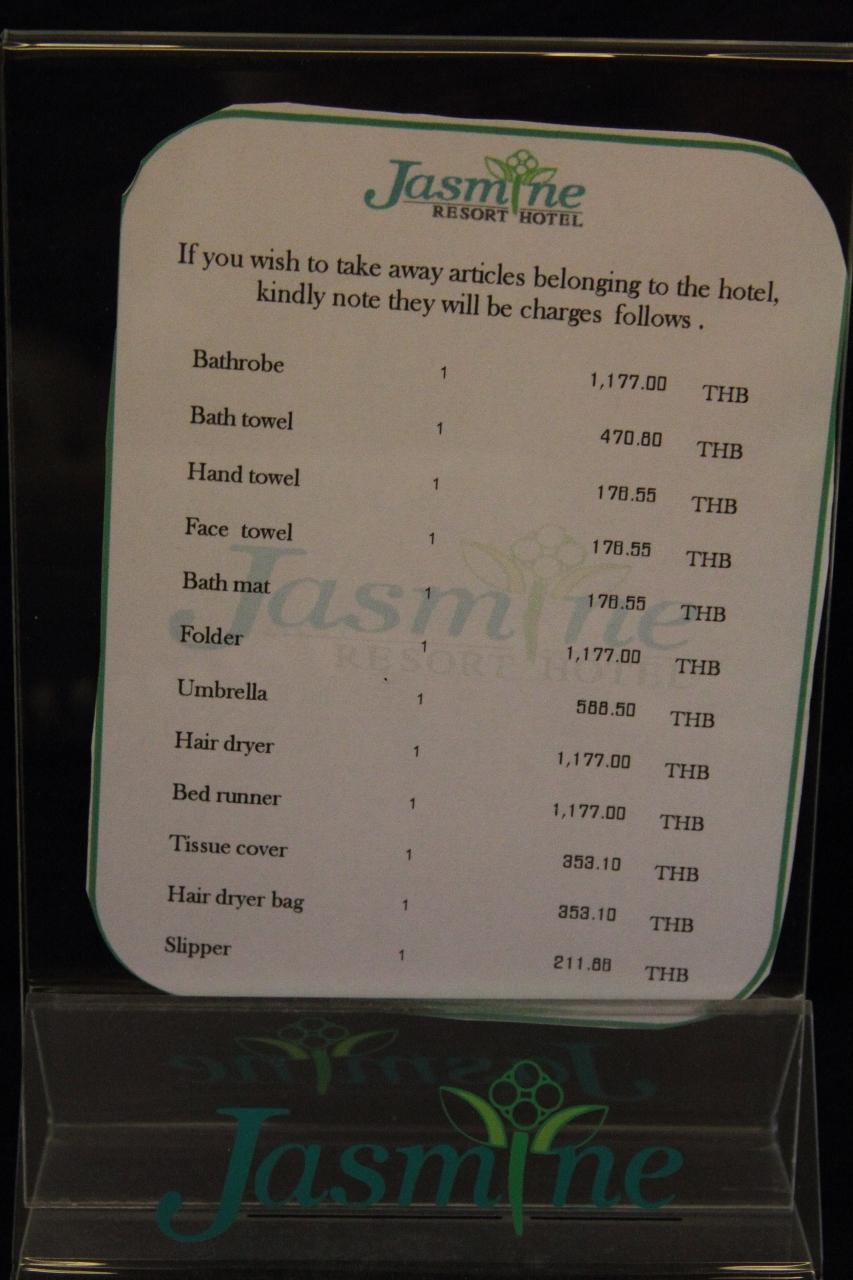 Jasmine
RESORT HOTEL
If you wish to take away articles belonging to the hotel,
kindly note they will be charges follows .
Bathrobe 1 1,177.00 THB
Bath towel 1 470.80 THB
Hand towel 1 178.55 THB
Face towel 1 178.55 THB
Bath mat 1 178.55 THB
Folder 1 1,177.00 THB
Umbrella 1 588.50 THB
Hair dryer 1 1,177.00 THB
Bed runner 1 1,177.00 THB
Tissue cover 1 353.10 THB
Hair dryer bag 1 353.10 THB
Slipper 1 211.88 THB
Jasmine
RESORT HOTEL
Jasmine